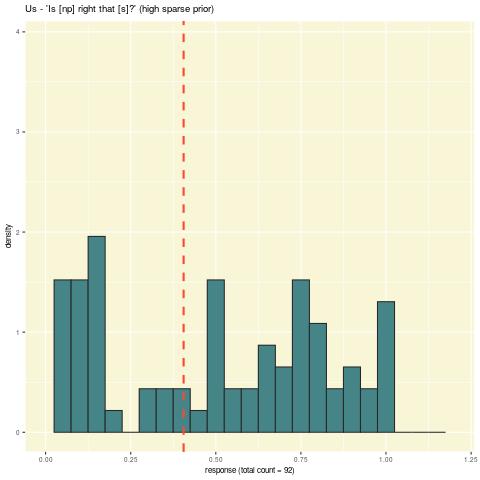 Us - 'Is [np] right that [s]?' (high sparse prior)
4
3
2
1
0
density
0.00 0.25 0.50 0.75 1.00 1.25
response (total count = 92)